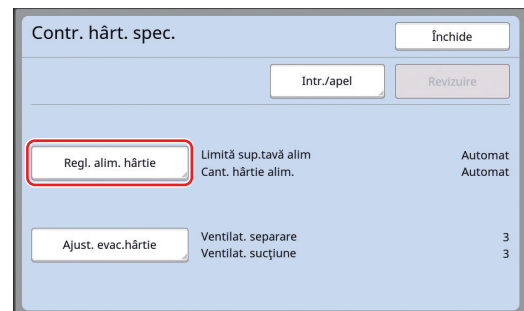 Contr. hârt. spec.
Închide
Intr./apel
Revizuire
Regl. alim. hârtie
Limită sup.tavă alim
Automat
Cant. hârtie alim.
Automat
Ajust. evac.hârtie
Ventilat. separare
3
Ventilat. sucţiune
3